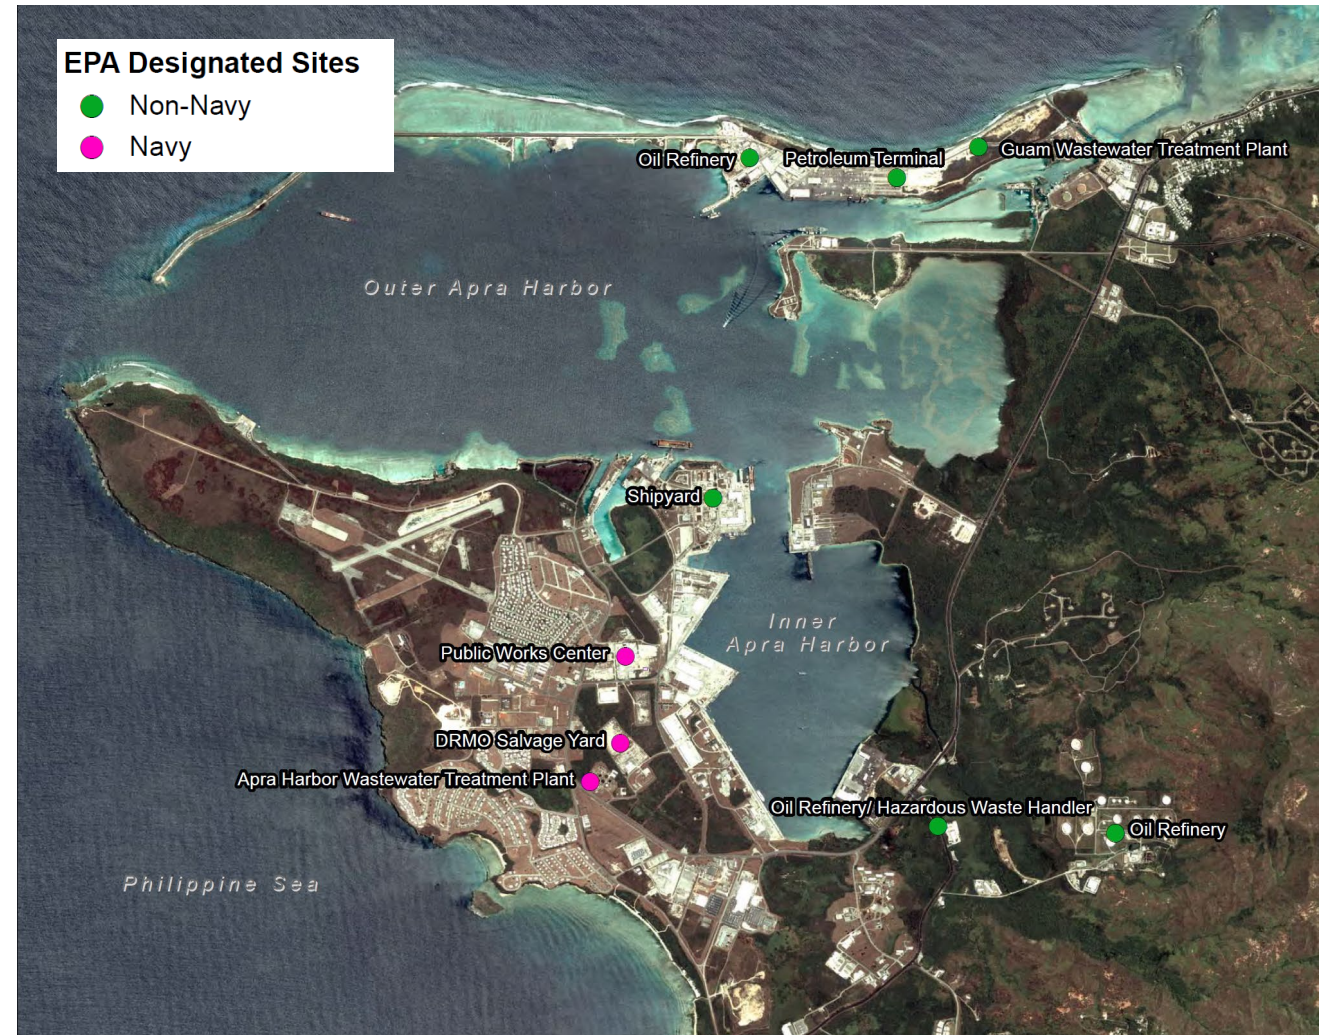 EPA Designated Sites
Non-Navy
Navy
Oil Refinery
Petroleum Terminal
Guam Wastewater Treatment Plant
Outer Apra Harbor
Shipyard
Inner
Apra Harbor
Public Works Center
DRMO Salvage Yard
Apra Harbor Wastewater Treatment Plant
Oil Refinery/ Hazardous Waste Handler
Oil Refinery
Philippine Sea